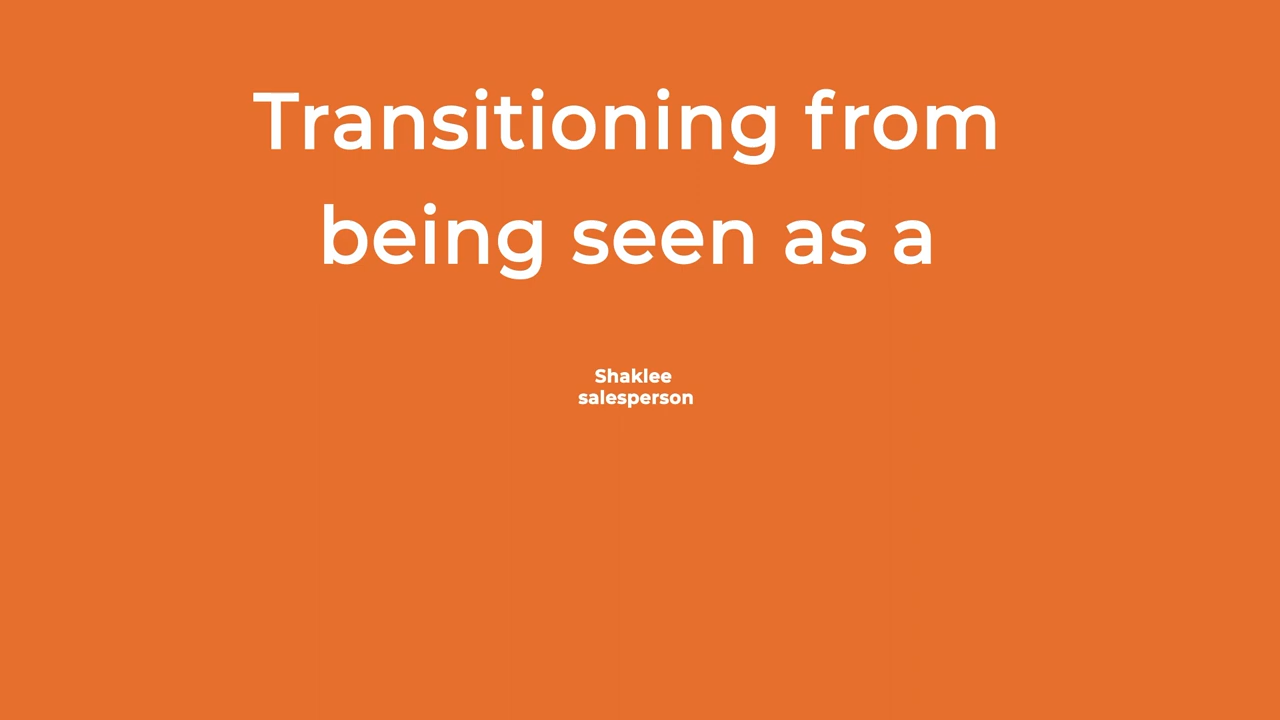 Transitioning from
being seen as a
Shaklee
salesperson